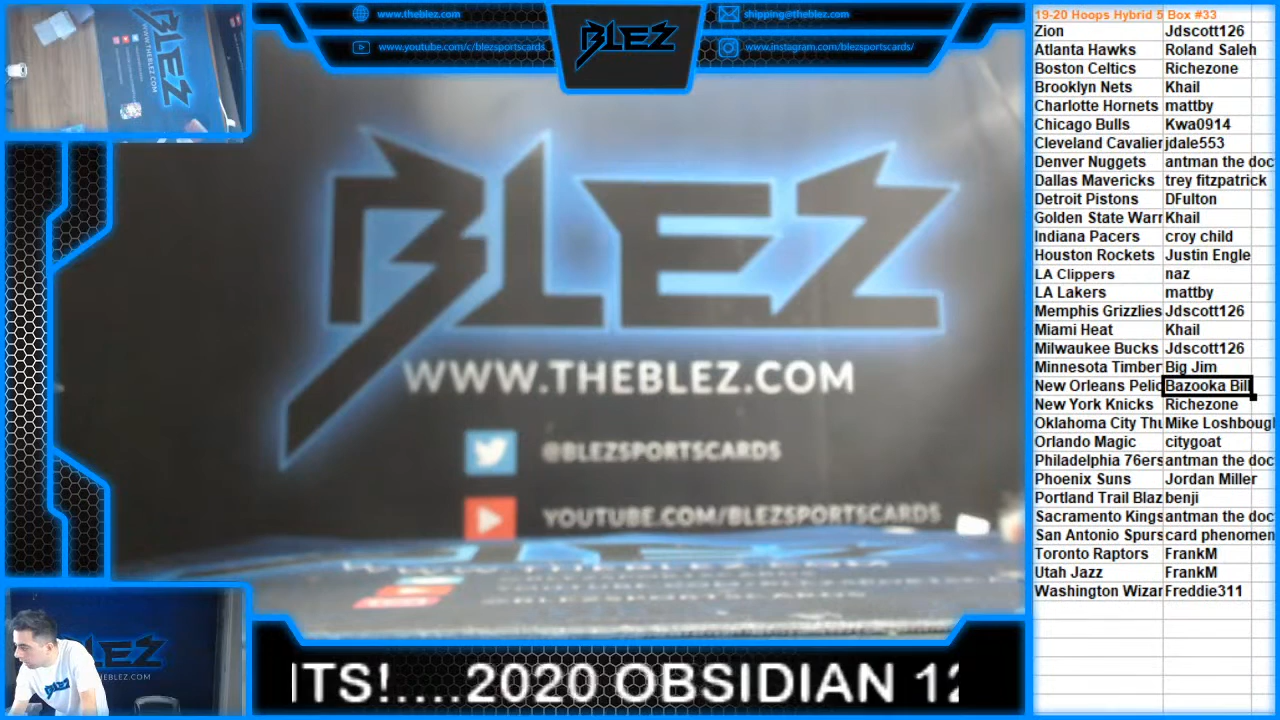 www.theblez.com
www.youtube.com/c/blezsportscards
BLEZ
shipping@theblez.com
www.instagram.com/blezsportscards/
BLEZ
WWW.THEBLEZ.COM
BLEZ
WWW.THEBLEZ.COM
@BLEZSPORTSCARDS
YOUTUBE.COM/BLEZSPORTSCARDS
BLEZ
ITS!....2020 OBSIDIAN 12
19-20 Hoops Hybrid 5 Box #33
Zion Jdscott126
Atlanta Hawks Roland Saleh
Boston Celtics Richezone
Brooklyn Nets Khail
Charlotte Hornets mattby
Chicago Bulls Kwa0914
Cleveland Cavalier jdale553
Denver Nuggets antman the doc
Dallas Mavericks trey fitzpatrick
Detroit Pistons DFulton
Golden State Warr Khail
Indiana Pacers croy child
Houston Rockets Justin Engle
LA Clippers naz
LA Lakers mattby
Memphis Grizzlies Jdscott126
Miami Heat Khail
Milwaukee Bucks Jdscott126
Minnesota Timber Big Jim
New Orleans Pelic Bazooka Bill
New York Knicks Richezone
Oklahoma City Thu Mike Loshboug
Orlando Magic citygoat
Philadelphia 76ers antman the doc
Phoenix Suns Jordan Miller
Portland Trail Blaz benji
Sacramento Kings antman the doc
San Antonio Spurs card phenomen
Toronto Raptors FrankM
Utah Jazz FrankM
Washington Wizar Freddie311